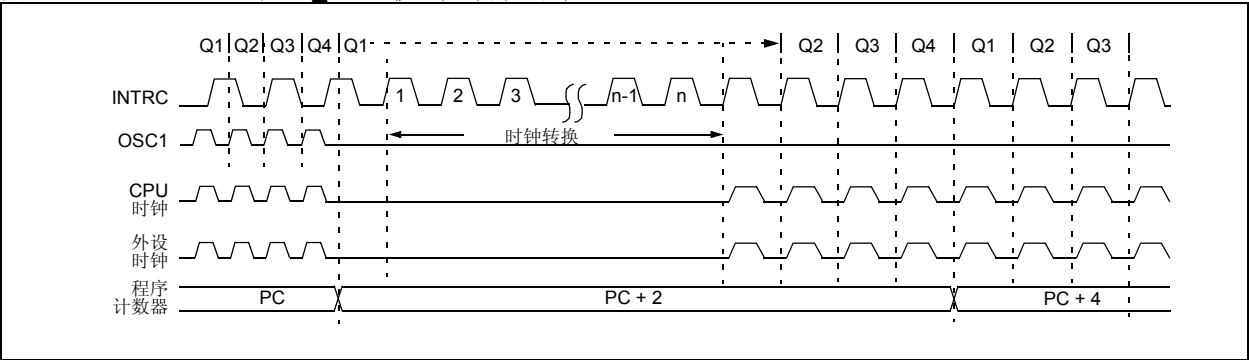 Q1 Q2 Q3 Q4 Q1 Q2 Q3 Q4 Q1 Q2 Q3
INTRC 1 2 3 n-1 n
OSC1
时钟转换
CPU
时钟
外设
时钟
程序
计数器
PC PC + 2 PC + 4